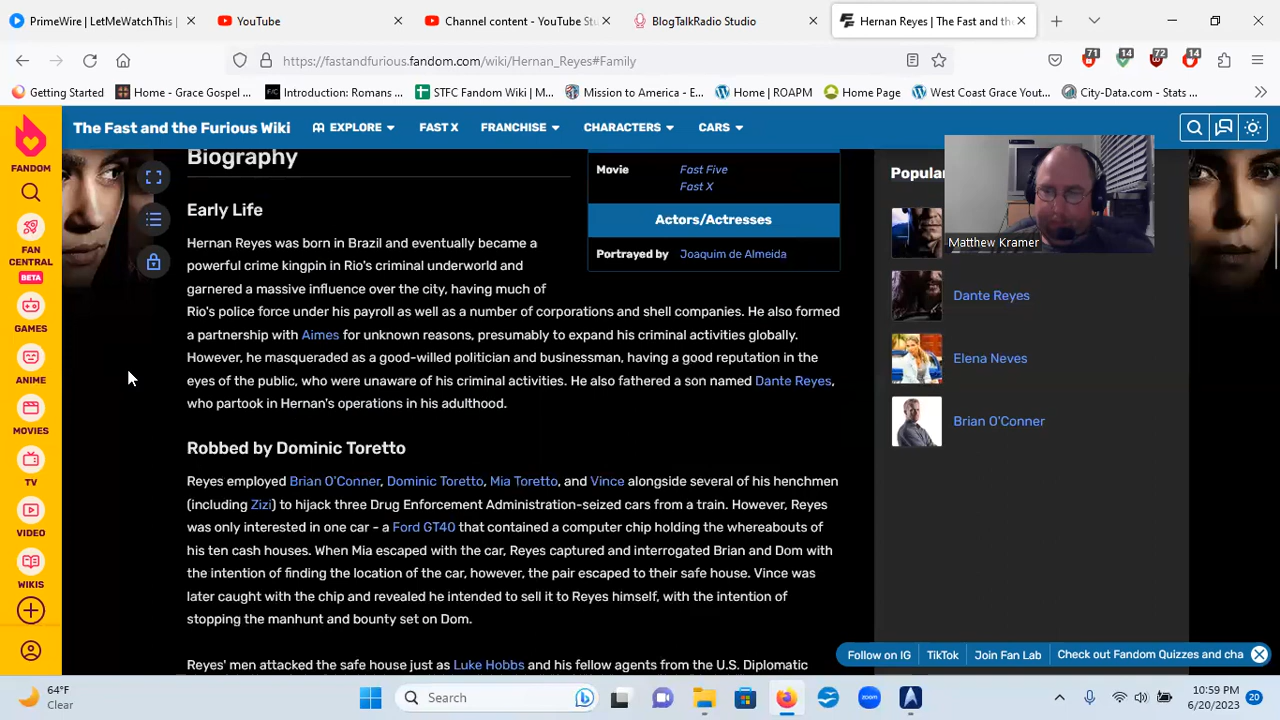 PrimeWire | LetMeWatchThis |
YouTube
Channel content - YouTube Stu
BlogTalkRadio Studio
Hernan Reyes | The Fast and the
https://fastandfurious.fandom.com/wiki/Hernan_Reyes#Family
71
14
72
14
Getting Started
Home - Grace Gospel ...
F/C Introduction: Romans ...
STFC Fandom Wiki | M...
Mission to America - E...
Home | ROAPM
Home Page
West Coast Grace Yout...
City-Data.com - Stats ...
The Fast and the Furious Wiki
EXPLORE
FAST X
FRANCHISE
CHARACTERS
CARS
FANDOM
FAN
CENTRAL
BETA
GAMES
ANIME
MOVIES
TV
VIDEO
WIKIS
Biography
Early Life
Hernan Reyes was born in Brazil and eventually became a
powerful crime kingpin in Rio's criminal underworld and
garnered a massive influence over the city, having much of
Rio's police force under his payroll as well as a number of corporations and shell companies. He also formed
a partnership with Aimes for unknown reasons, presumably to expand his criminal activities globally.
However, he masqueraded as a good-willed politician and businessman, having a good reputation in the
eyes of the public, who were unaware of his criminal activities. He also fathered a son named Dante Reyes,
who partook in Hernan's operations in his adulthood.
Robbed by Dominic Toretto
Reyes employed Brian O'Conner, Dominic Toretto, Mia Toretto, and Vince alongside several of his henchmen
(including Zizi) to hijack three Drug Enforcement Administration-seized cars from a train. However, Reyes
was only interested in one car - a Ford GT40 that contained a computer chip holding the whereabouts of
his ten cash houses. When Mia escaped with the car, Reyes captured and interrogated Brian and Dom with
the intention of finding the location of the car, however, the pair escaped to their safe house. Vince was
later caught with the chip and revealed he intended to sell it to Reyes himself, with the intention of
stopping the manhunt and bounty set on Dom.
Reyes' men attacked the safe house just as Luke Hobbs and his fellow agents from the U.S. Diplomatic
Movie
Fast Five
Fast X
Actors/Actresses
Portrayed by
Joaquim de Almeida
Popula
Matthew Kramer
Dante Reyes
Elena Neves
Brian O'Conner
Follow on IG
TikTok
Join Fan Lab
Check out Fandom Quizzes and cha
64°F
Clear
Search
zoom
10:59 PM
6/20/2023
20